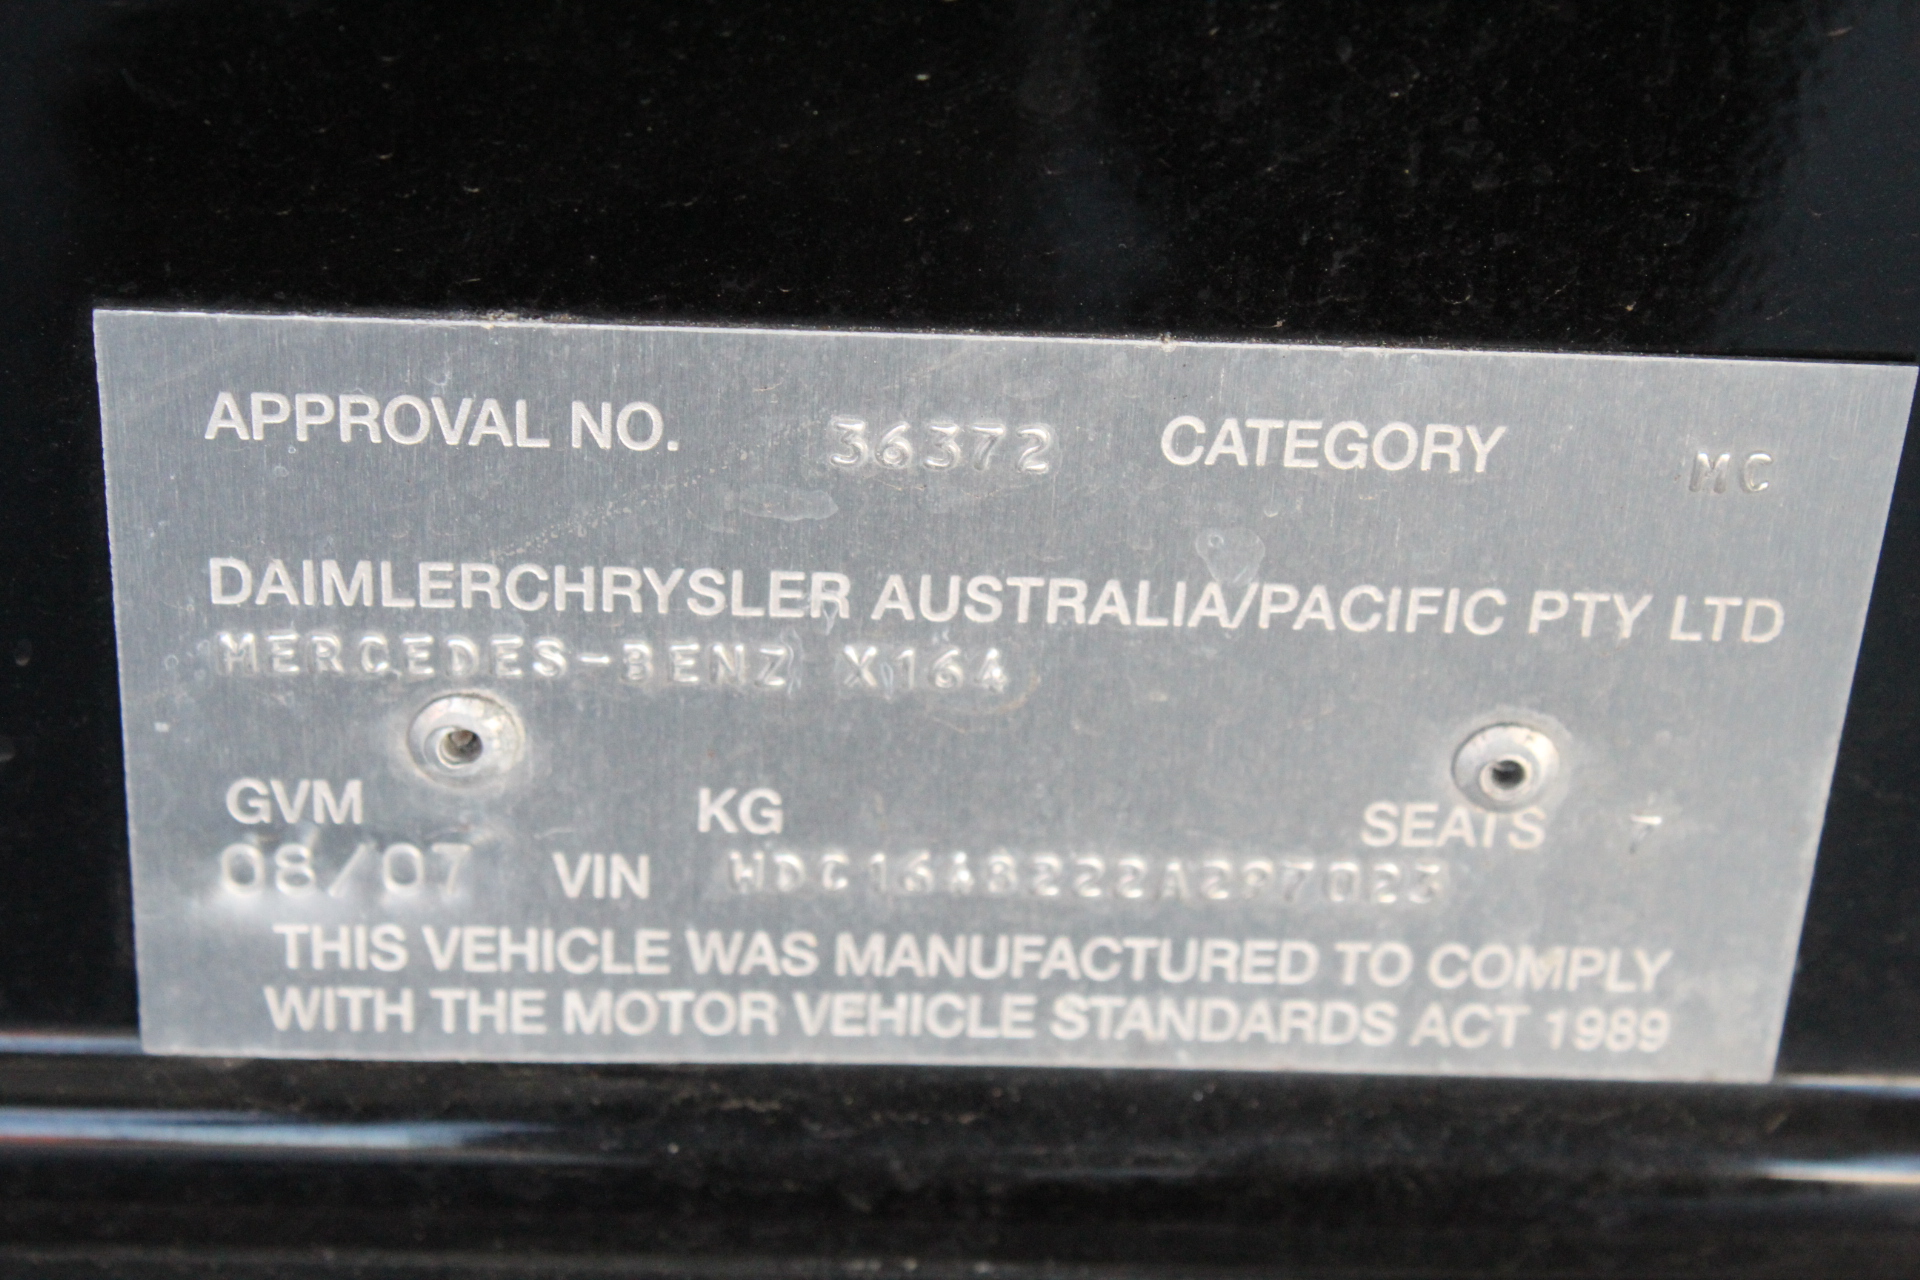 APPROVAL NO. 36372 CATEGORY MC
DAIMLERCHRYSLER AUSTRALIA/PACIFIC PTY LTD
MERCEDES-BENZ X164
GVM KG SEATS 7
08/07 VIN
THIS VEHICLE WAS MANUFACTURED TO COMPLY
WITH THE MOTOR VEHICLE STANDARDS ACT 1989